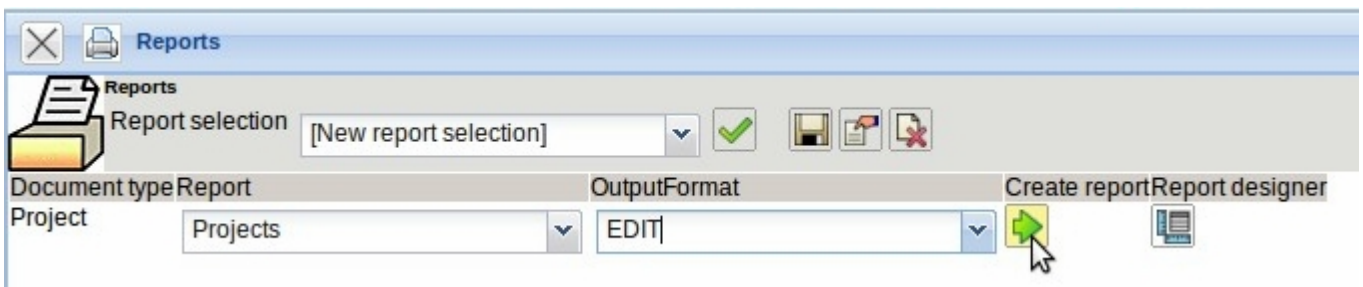 Reports
Reports
Report selection [New report selection]
Document type Report OutputFormat Create report Report designer
Project Projects EDIT